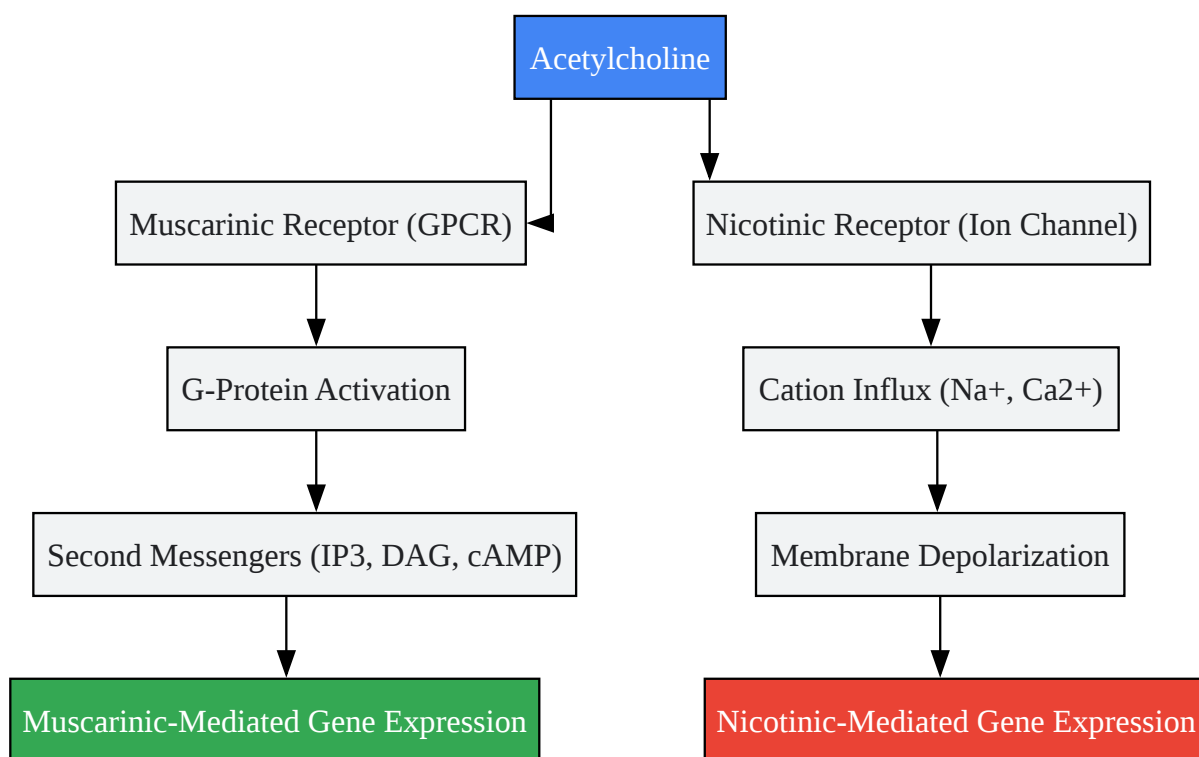 Acetylcholine
Muscarinic Receptor (GPCR)
Nicotinic Receptor (Ion Channel)
G-Protein Activation
Cation Influx (Na+, Ca2+)
Second Messengers (IP3, DAG, cAMP)
Membrane Depolarization
Muscarinic-Mediated Gene Expression
Nicotinic-Mediated Gene Expression